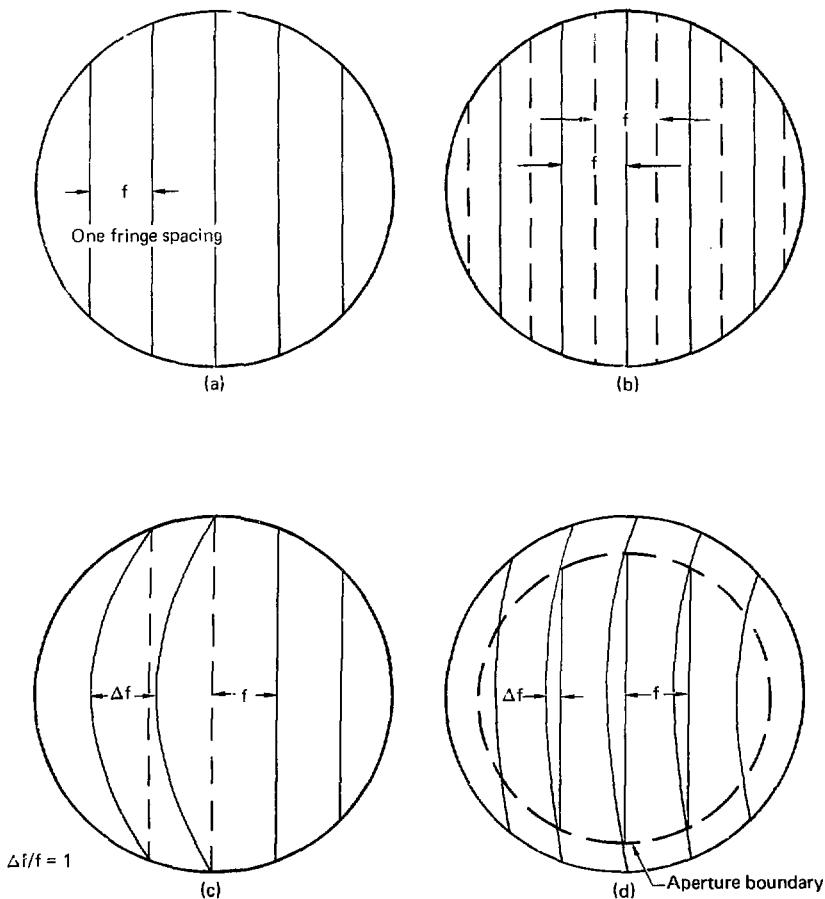 f
One fringe spacing
(a)
f
f
(b)
Δf
f
Δf/f = 1
(c)
Δf
f
Aperture boundary
(d)